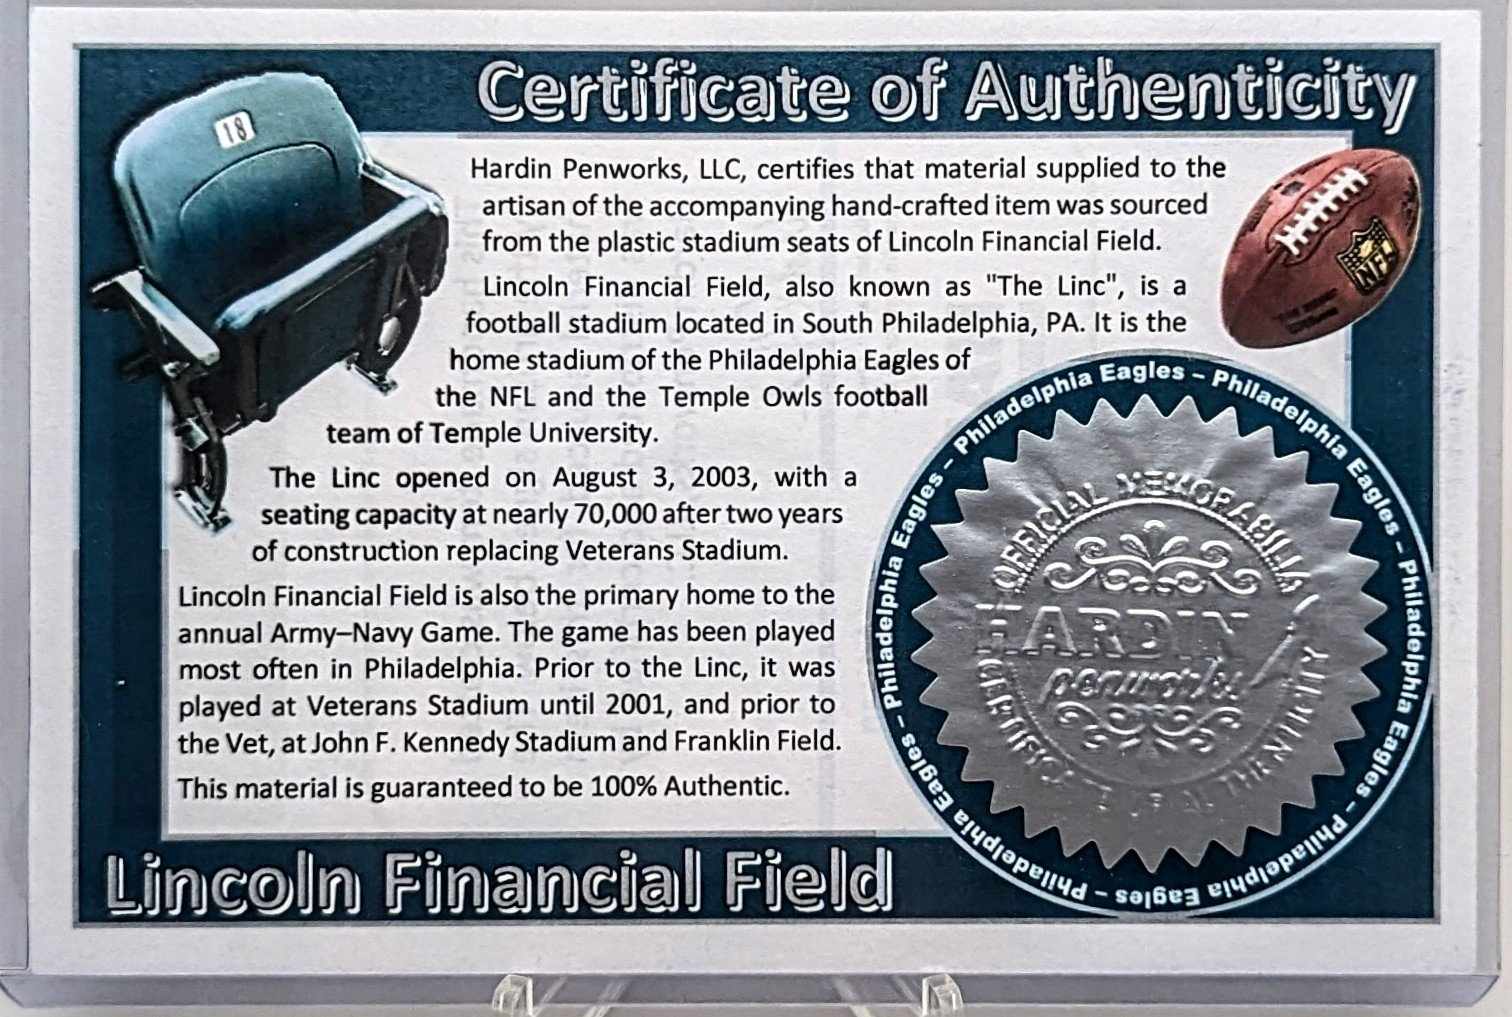 Certificate of Authenticity
18
Hardin Penworks, LLC, certifies that material supplied to the
artisan of the accompanying hand-crafted item was sourced
from the plastic stadium seats of Lincoln Financial Field.
Lincoln Financial Field, also known as "The Linc", is a
football stadium located in South Philadelphia, PA. It is the
home stadium of the Philadelphia Eagles of
the NFL and the Temple Owls football
team of Temple University.
The Linc opened on August 3, 2003, with a
seating capacity at nearly 70,000 after two years
of construction replacing Veterans Stadium.
Lincoln Financial Field is also the primary home to the
annual Army–Navy Game. The game has been played
most often in Philadelphia. Prior to the Linc, it was
played at Veterans Stadium until 2001, and prior to
the Vet, at John F. Kennedy Stadium and Franklin Field.
This material is guaranteed to be 100% Authentic.
NFL
Philadelphia Eagles – Philadelphia Eagles – Philadelphia Eagles – Philadelphia Eagles – Philadelphia Eagles – Philadelphia Eagles – Philadelphia Eagles –
OFFICIAL MEMORABILIA
HARDIN
penworks
CERTIFICATE OF AUTHENTICITY
Lincoln Financial Field